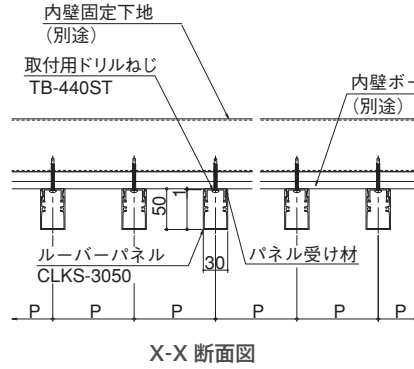 内壁固定下地
(別途)
取付用ドリルねじ
TB-440ST
内壁ボー
(別途)
50
1
ルーバーパネル
CLKS-3050
30
パネル受け材
P P P P P
X-X 断面図